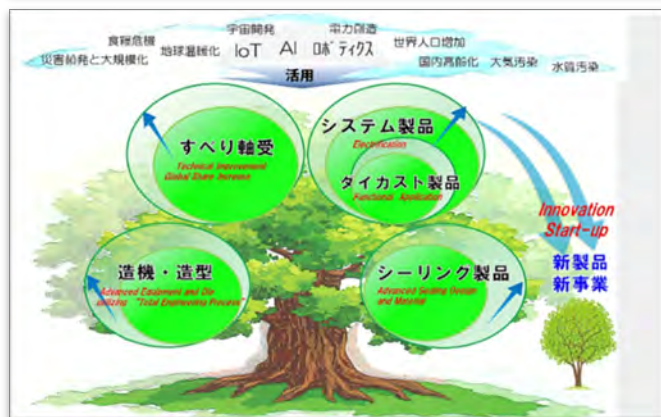 宇宙開発
電力創造
食糧危機
地球温暖化
IoT
AI
ロボティクス
世界人口増加
災害頻発と大規模化
国内高齢化
大気汚染
水質汚染
活用
すべり軸受
Technical Improvement
Global Share Increase
システム製品
Electrification
ダイカスト製品
Functional Application
Innovation
Start-up
新製品
新事業
造機・造型
Advanced Equipment and Die
utilizing "Total Engineering Process"
シーリング製品
Advanced Sealing Design
and Material